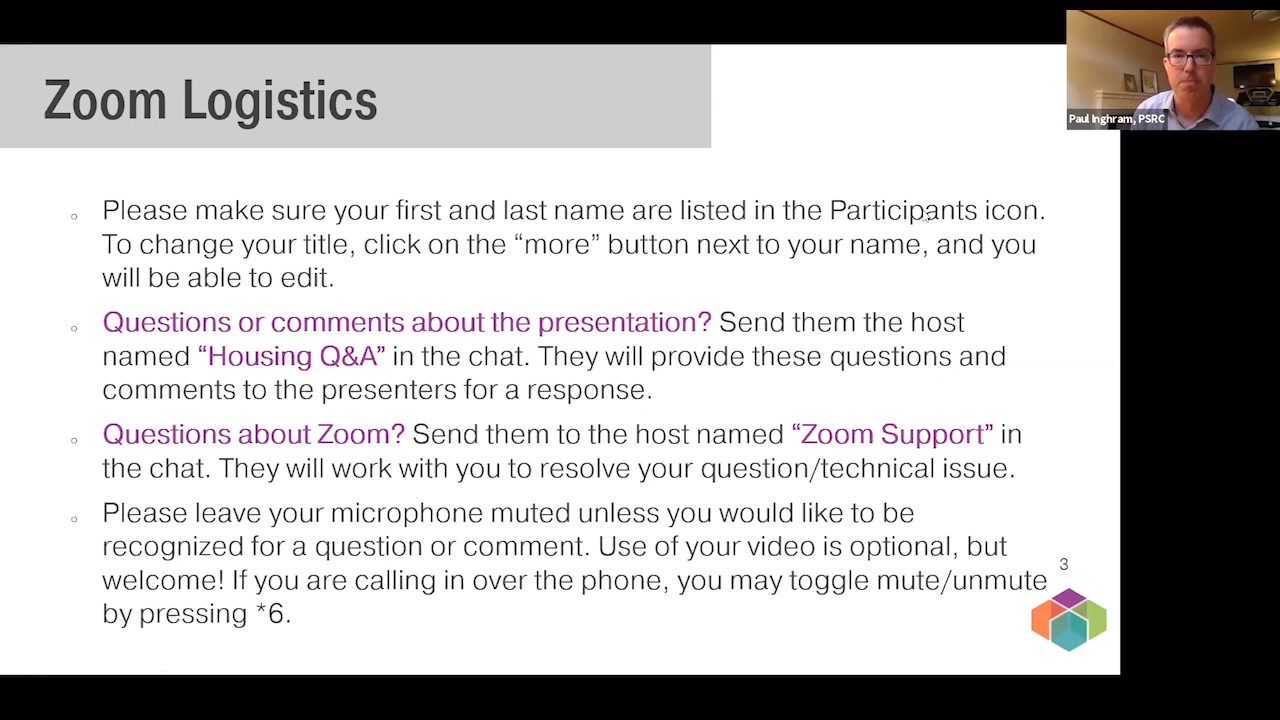 Zoom Logistics
Paul Inghram, PSRC
Please make sure your first and last name are listed in the Participants icon.
To change your title, click on the “more” button next to your name, and you
will be able to edit.
Questions or comments about the presentation? Send them the host
named “Housing Q&A” in the chat. They will provide these questions and
comments to the presenters for a response.
Questions about Zoom? Send them to the host named “Zoom Support” in
the chat. They will work with you to resolve your question/technical issue.
Please leave your microphone muted unless you would like to be
recognized for a question or comment. Use of your video is optional, but
welcome! If you are calling in over the phone, you may toggle mute/unmute
by pressing *6.
3